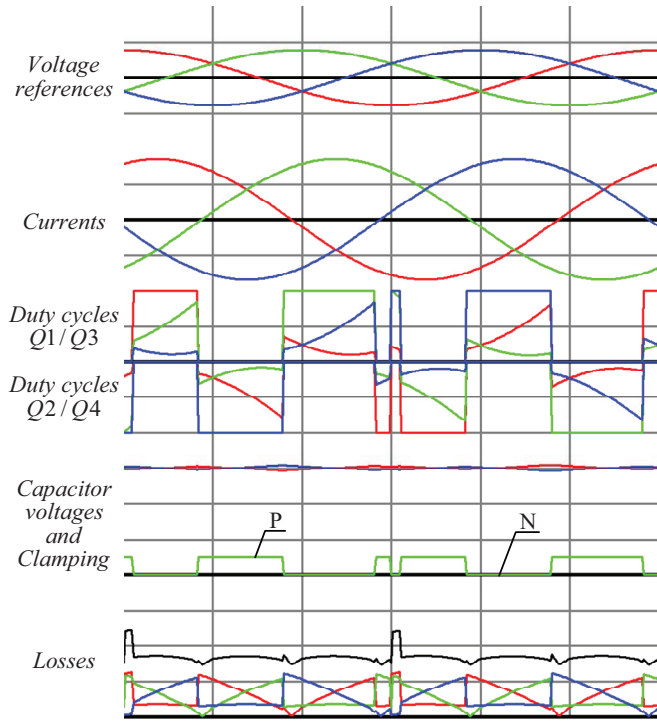 Voltage
references
Currents
Duty cycles
Q1/Q3
Duty cycles
Q2/Q4
Capacitor
voltages
and
Clamping
P
N
Losses